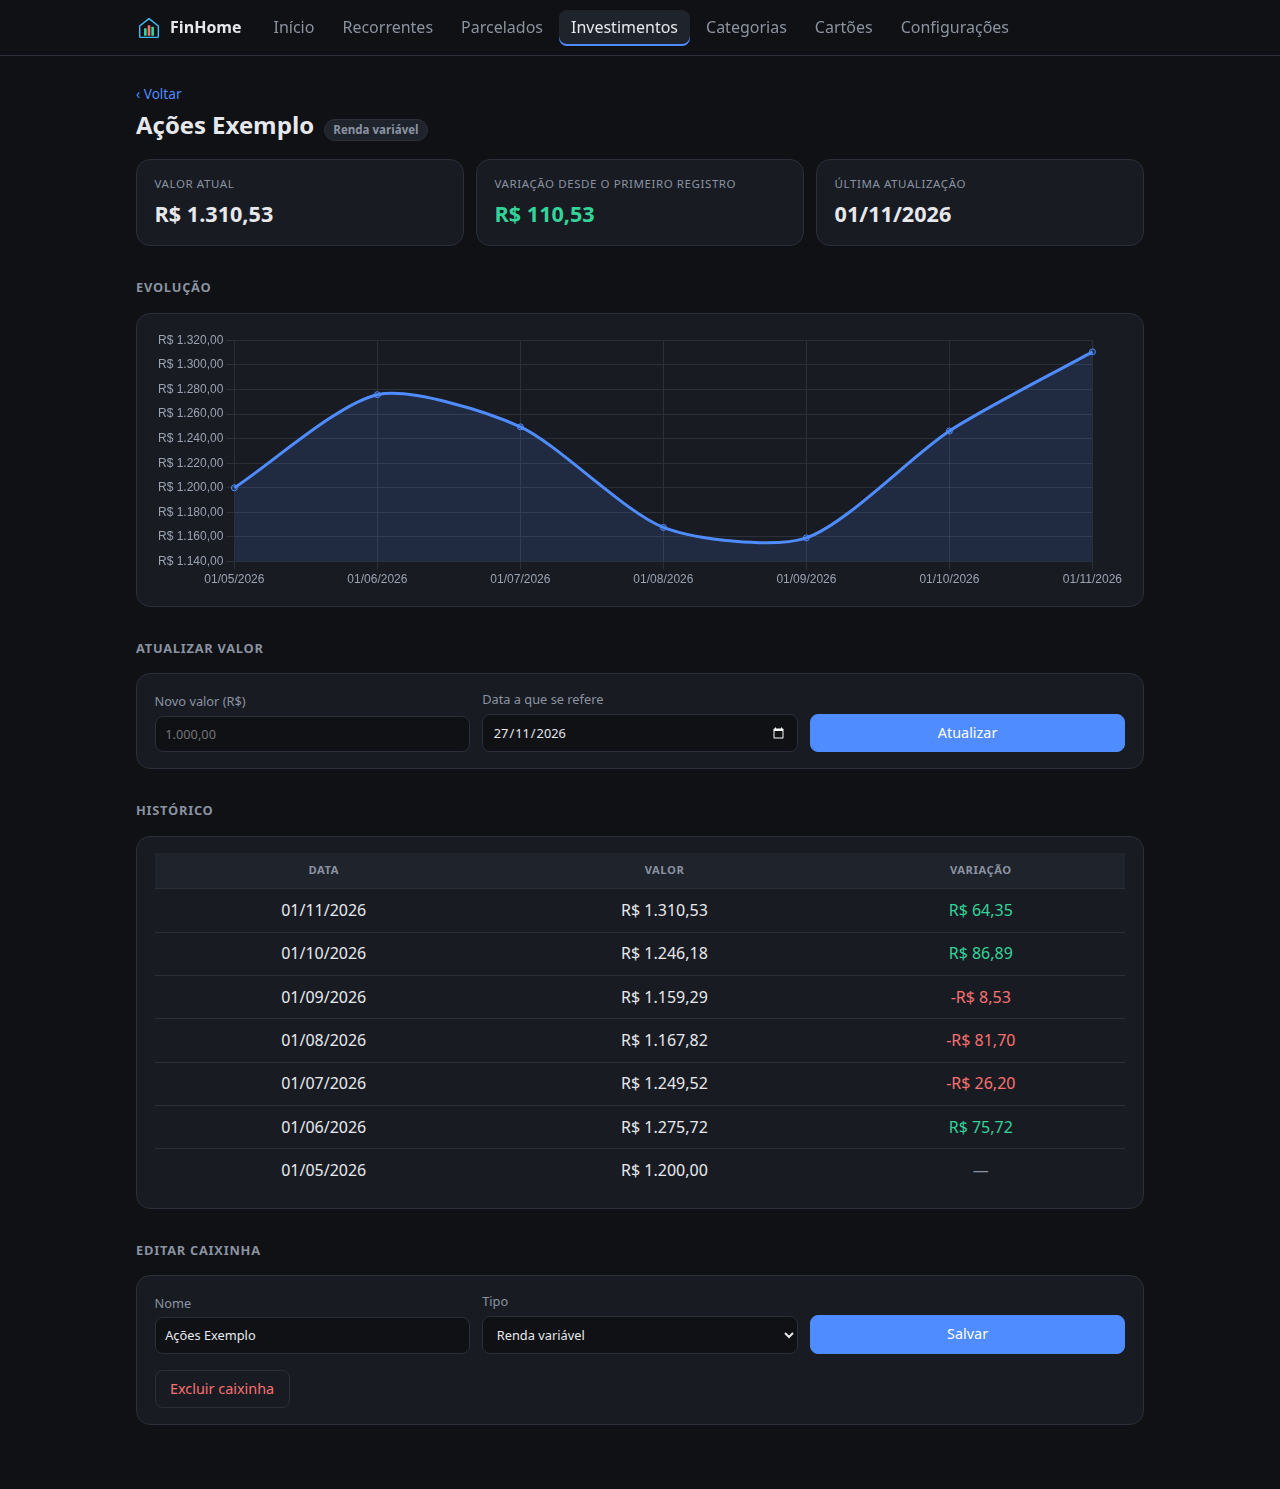 FinHome Início Recorrentes Parcelados Investimentos Categorias Cartões Configurações
‹ Voltar
Ações Exemplo Renda variável
VALOR ATUAL
R$ 1.310,53
VARIAÇÃO DESDE O PRIMEIRO REGISTRO
R$ 110,53
ÚLTIMA ATUALIZAÇÃO
01/11/2026
EVOLUÇÃO
R$ 1.320,00
R$ 1.300,00
R$ 1.280,00
R$ 1.260,00
R$ 1.240,00
R$ 1.220,00
R$ 1.200,00
R$ 1.180,00
R$ 1.160,00
R$ 1.140,00
01/05/2026 01/06/2026 01/07/2026 01/08/2026 01/09/2026 01/10/2026 01/11/2026
ATUALIZAR VALOR
Novo valor (R$)
1.000,00
Data a que se refere
27/11/2026
Atualizar
HISTÓRICO
DATA VALOR VARIAÇÃO
01/11/2026 R$ 1.310,53 R$ 64,35
01/10/2026 R$ 1.246,18 R$ 86,89
01/09/2026 R$ 1.159,29 -R$ 8,53
01/08/2026 R$ 1.167,82 -R$ 81,70
01/07/2026 R$ 1.249,52 -R$ 26,20
01/06/2026 R$ 1.275,72 R$ 75,72
01/05/2026 R$ 1.200,00 —
EDITAR CAIXINHA
Nome
Ações Exemplo
Tipo
Renda variável
Salvar
Excluir caixinha